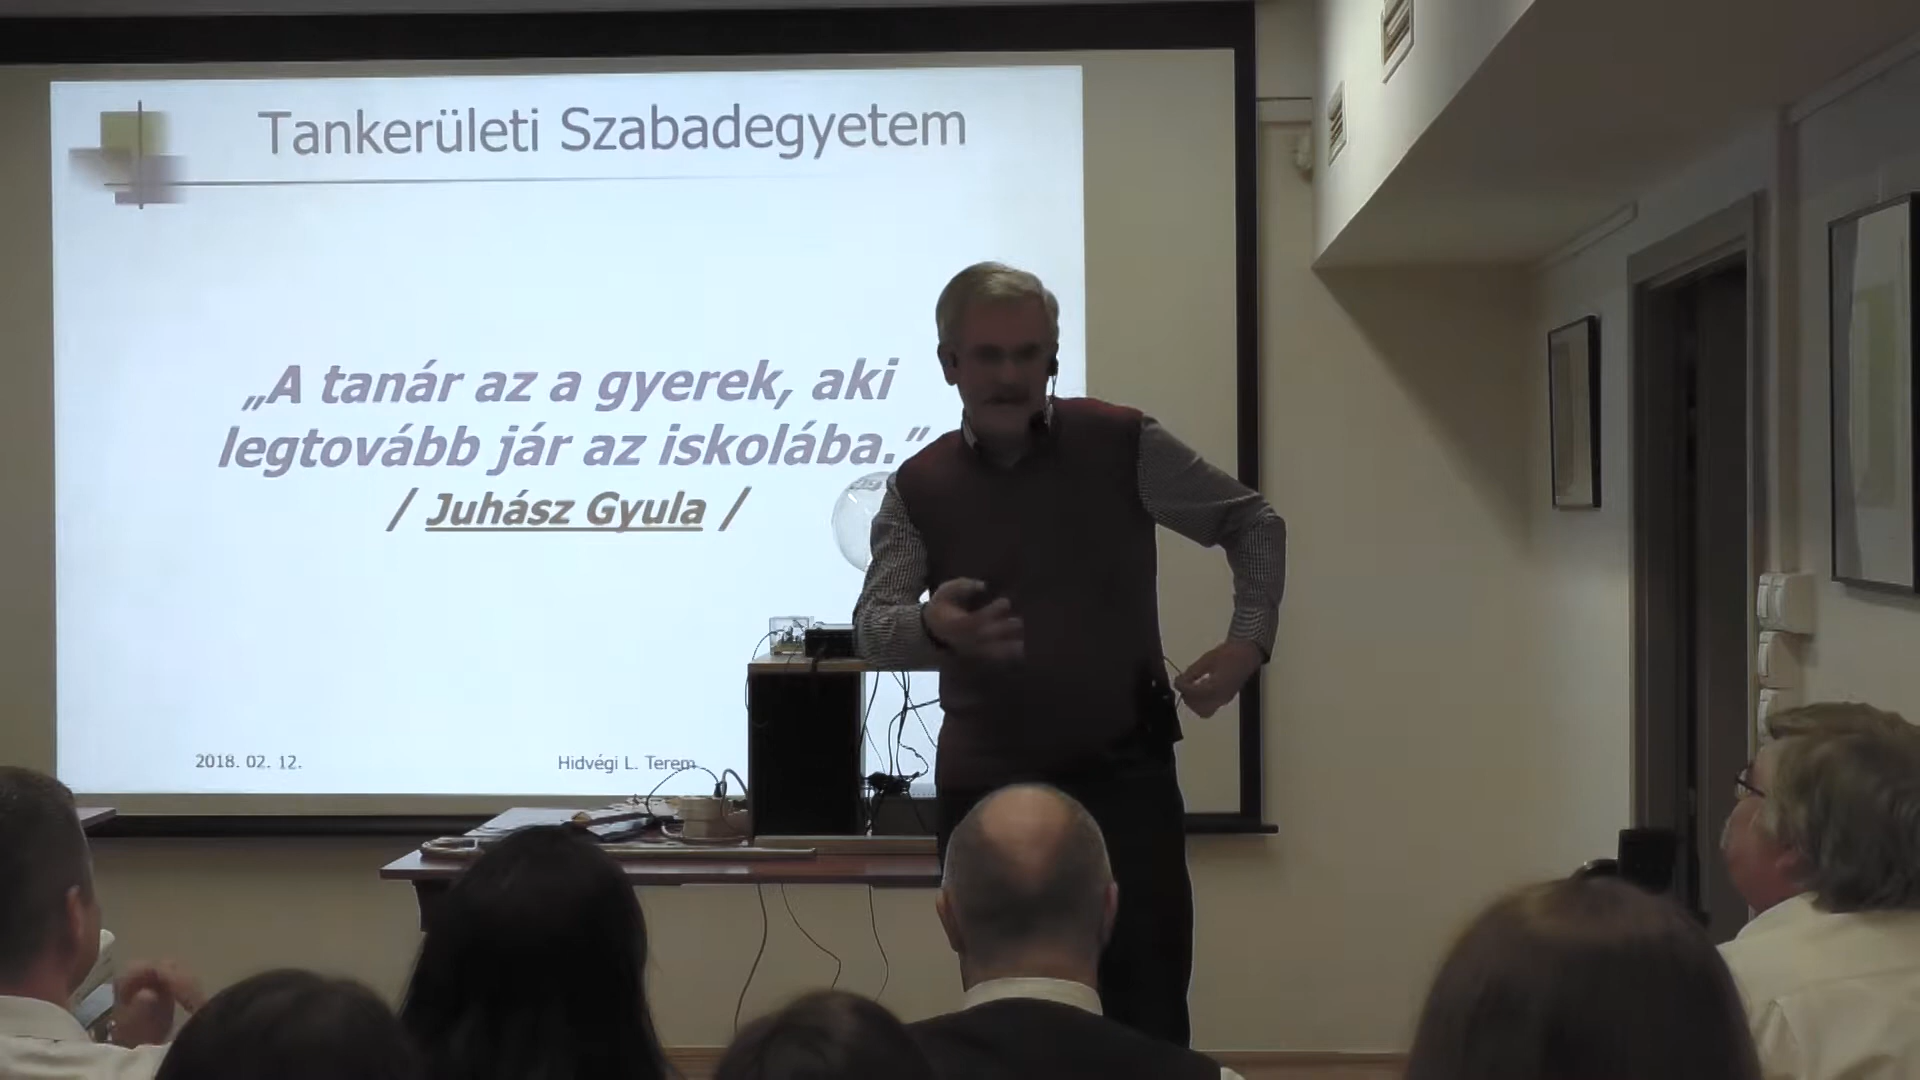 Tankerületi Szabadegyetem
„A tanár az a gyerek, aki
legtovább jár az iskolába.”
/ Juhász Gyula /
2018. 02. 12.
Hidvégi L. Terem